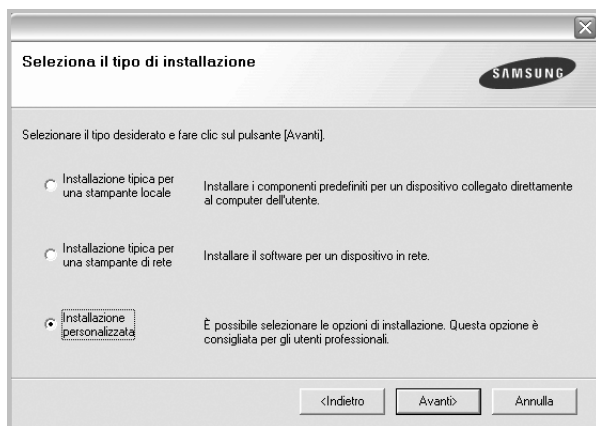 Seleziona il tipo di installazione
SAMSUNG
Selezionare il tipo desiderato e fare clic sul pulsante [Avanti].
Installazione tipica per
una stampante locale
Installare i componenti predefiniti per un dispositivo collegato direttamente
al computer dell'utente.
Installazione tipica per
una stampante di rete
Installare il software per un dispositivo in rete.
Installazione
personalizzata
È possibile selezionare le opzioni di installazione. Questa opzione è
consigliata per gli utenti professionali.
<Indietro
Avanti>
Annulla